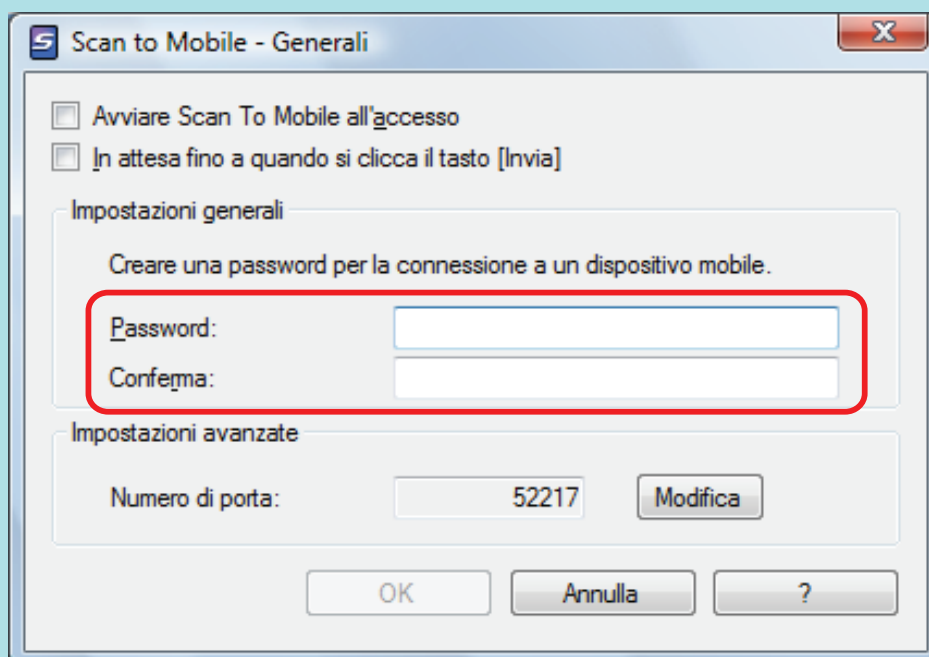 Scan to Mobile - Generali
Avviare Scan To Mobile all'accesso
In attesa fino a quando si clicca il tasto [Invia]
Impostazioni generali
Creare una password per la connessione a un dispositivo mobile.
Password:
Conferma:
Impostazioni avanzate
Numero di porta: 52217 Modifica
OK Annulla ?